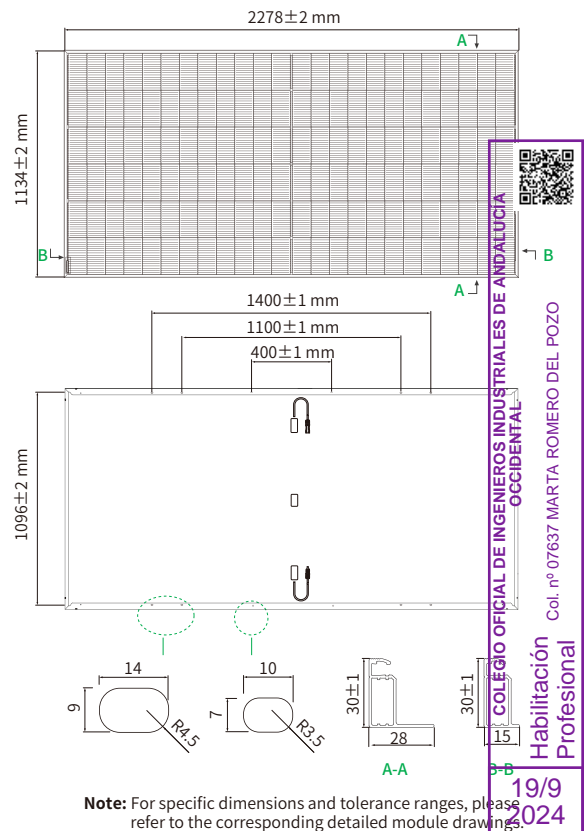 2278±2 mm
A
1134±2 mm
B
B
A
1400±1 mm
1100±1 mm
400±1 mm
1096±2 mm
14
9
R4.5
10
7
R3.5
30±1
28
A-A
30±1
15
B-B
Note: For specific dimensions and tolerance ranges, please
refer to the corresponding detailed module drawings.
COLEGIO OFICIAL DE INGENIEROS INDUSTRIALES DE ANDALUCÍA
OCCIDENTAL
Col. nº 07637 MARTA ROMERO DEL POZO
Habilitación
Profesional
19/9
2024